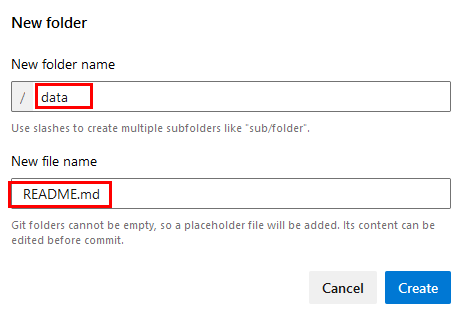 New folder
New folder name
/ data
Use slashes to create multiple subfolders like "sub/folder".
New file name
README.md
Git folders cannot be empty, so a placeholder file will be added. Its content can be
edited before commit.
Cancel Create